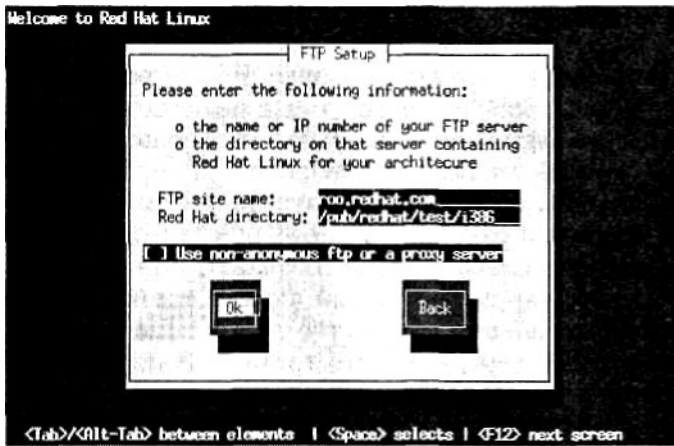 Welcome to Red Hat Linux
FTP Setup
Please enter the following information:
o the name or IP number of your FTP server
o the directory on that server containing
Red Hat Linux for your architecure
FTP site name: roo.redhat.com
Red Hat directory: /pub/redhat/test/i386
[ ] Use non-anonymous ftp or a proxy server
Ok Back
<Tab>/<Alt-Tab> between elements | <Space> selects | <F12> next screen